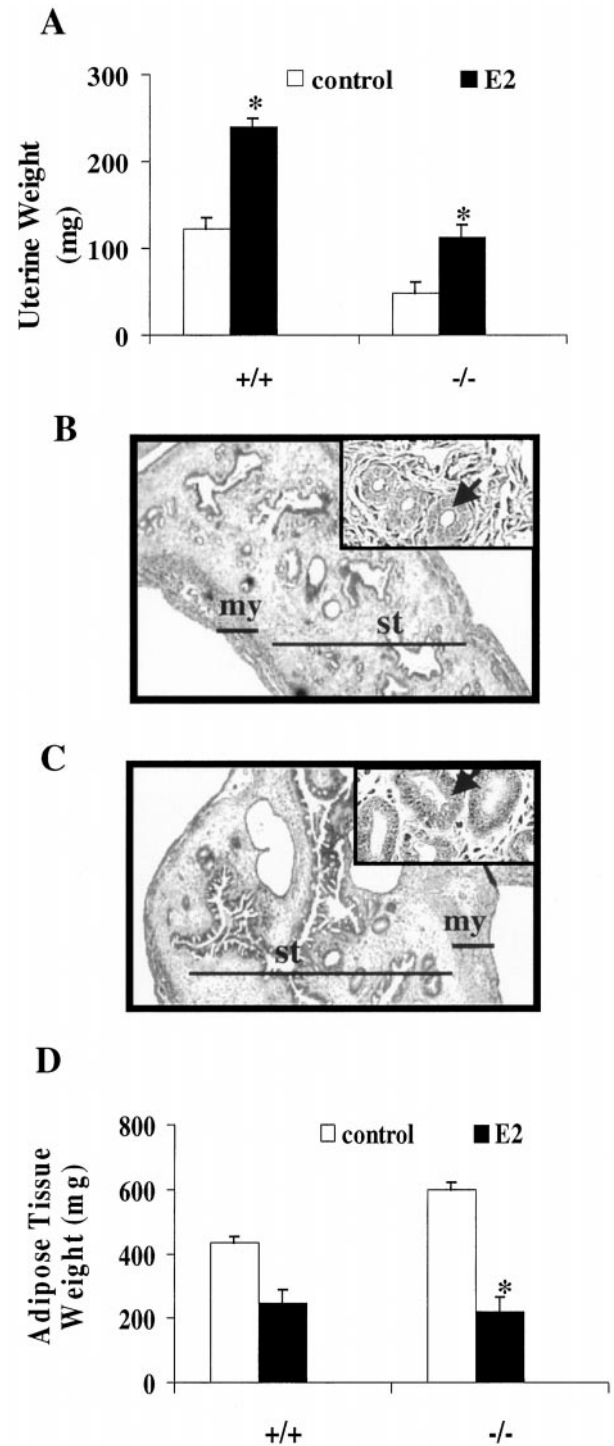 A
300
control
E2
*
200
*
Uterine Weight
(mg)
100
0
+/+
-/-
B
my
st
C
my
st
D
800
control
E2
600
Adipose Tissue
Weight (mg)
400
*
200
0
+/+
-/-